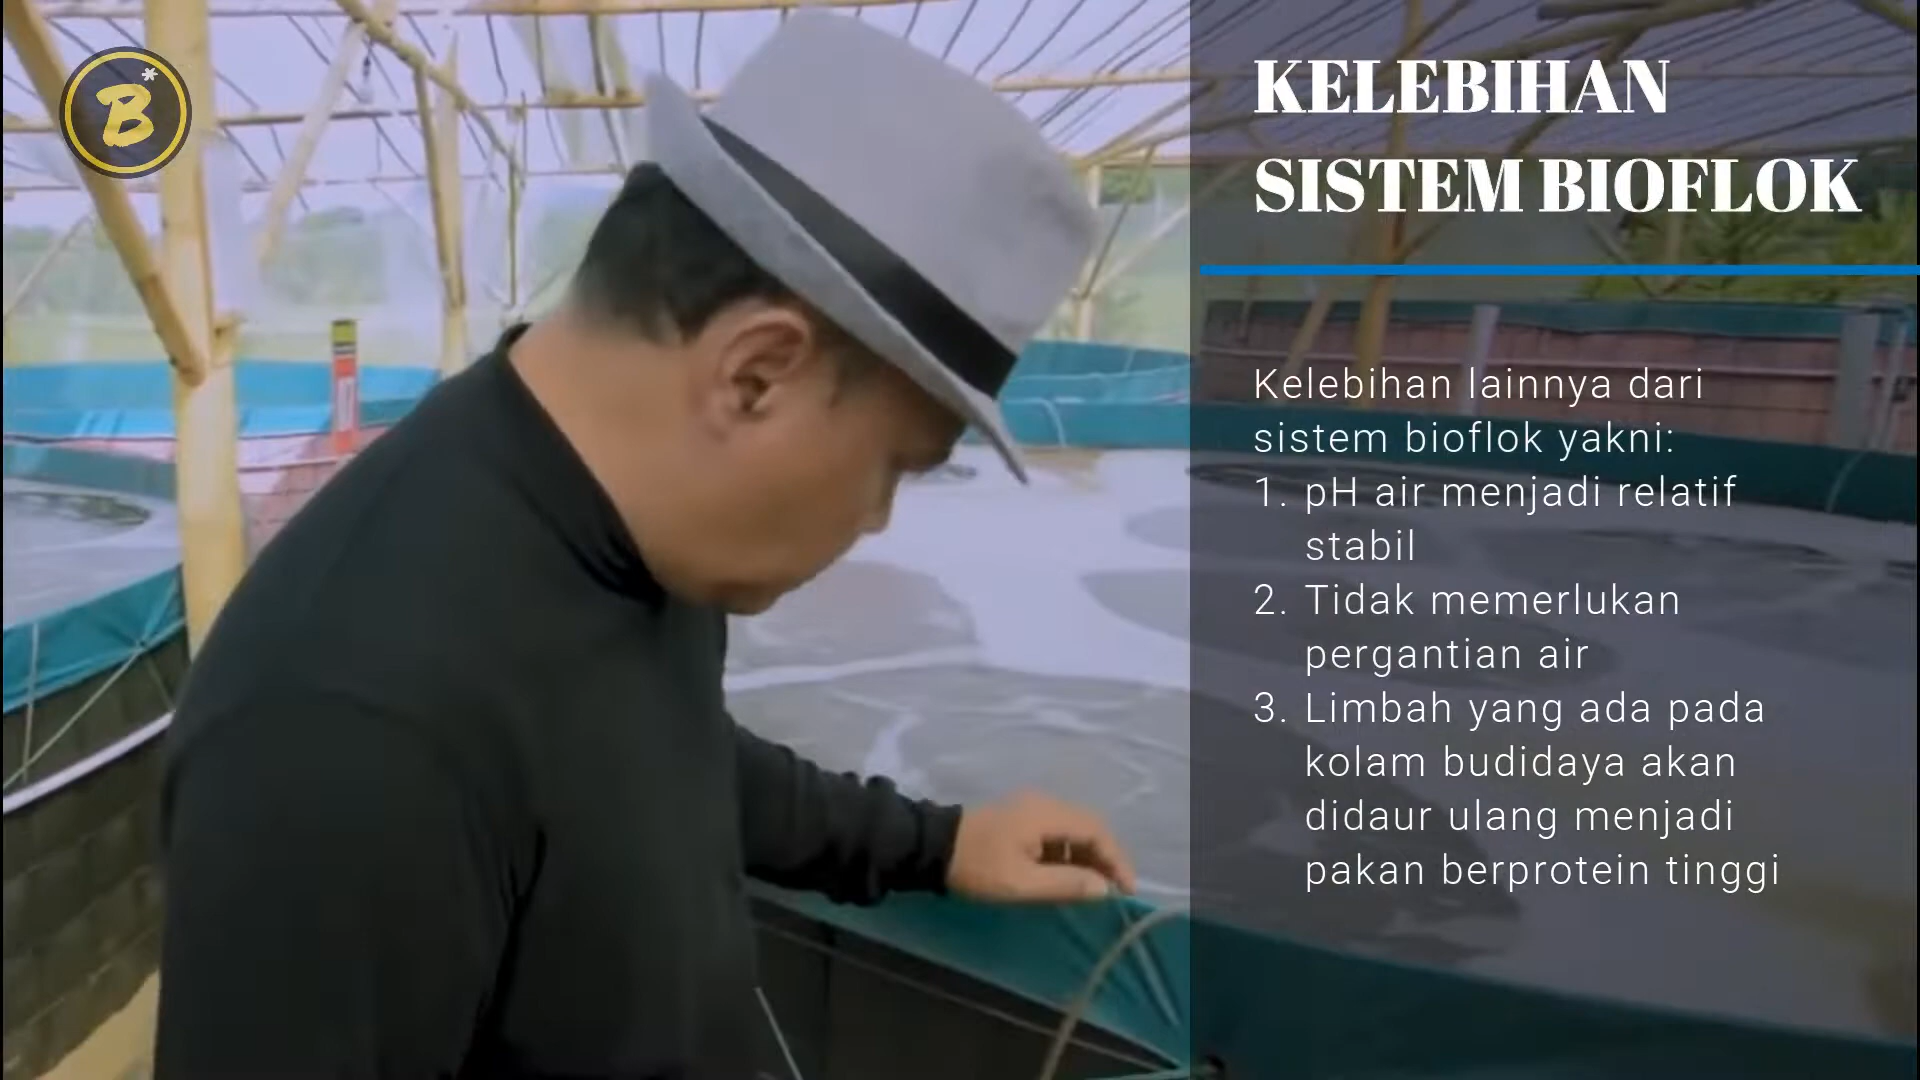 B
KELEBIHAN
SISTEM BIOFLOK
Kelebihan lainnya dari
sistem bioflok yakni:
1. pH air menjadi relatif
stabil
2. Tidak memerlukan
pergantian air
3. Limbah yang ada pada
kolam budidaya akan
didaur ulang menjadi
pakan berprotein tinggi